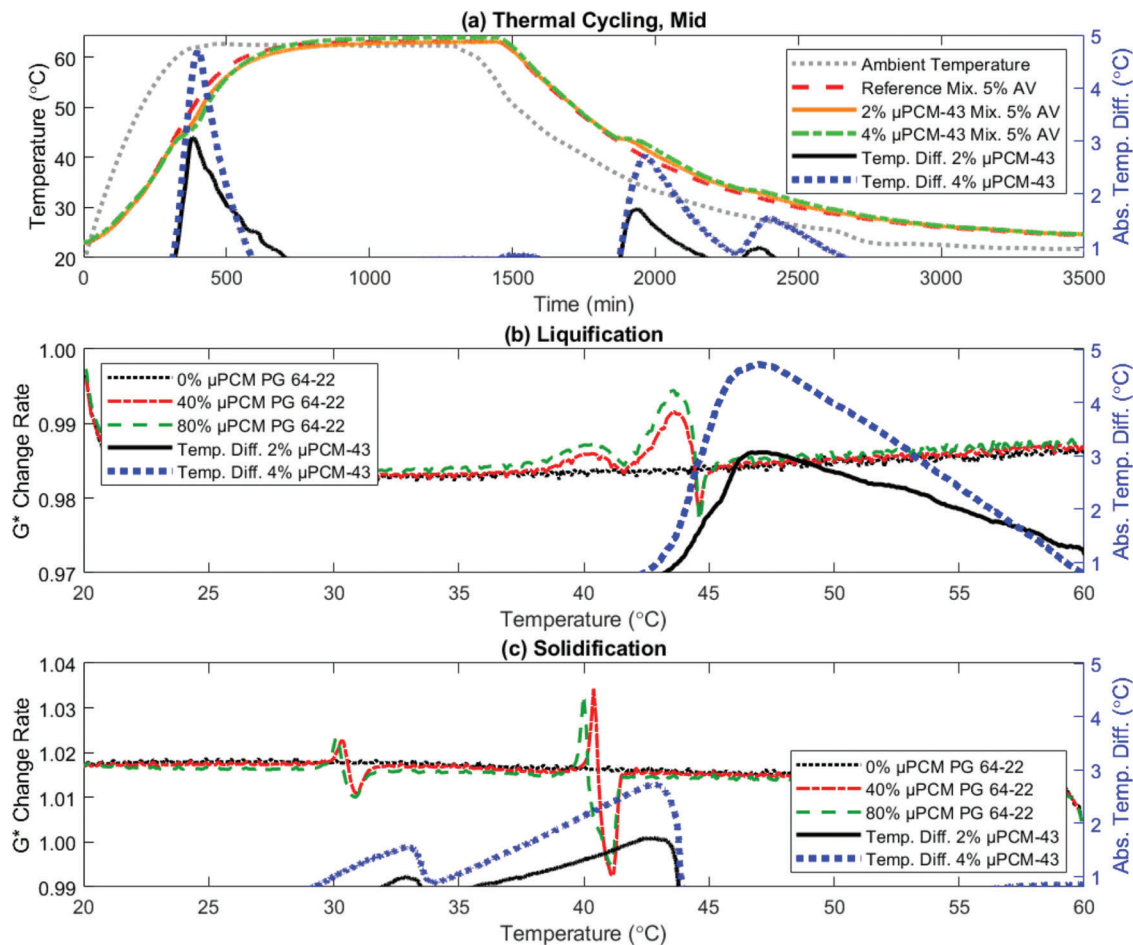 (a) Thermal Cycling, Mid
Temperature (°C)
60
50
40
30
20
5
4
3
2
1
Abs. Temp. Diff. (°C)
Ambient Temperature
Reference Mix. 5% AV
2% µPCM-43 Mix. 5% AV
4% µPCM-43 Mix. 5% AV
Temp. Diff. 2% µPCM-43
Temp. Diff. 4% µPCM-43
0 500 1000 1500 2000 2500 3000 3500
Time (min)
(b) Liquification
G* Change Rate
1.00
0.99
0.98
0.97
0% µPCM PG 64-22
40% µPCM PG 64-22
80% µPCM PG 64-22
Temp. Diff. 2% µPCM-43
Temp. Diff. 4% µPCM-43
5
4
3
2
1
Abs. Temp. Diff. (°C)
20 25 30 35 40 45 50 55 60
Temperature (°C)
(c) Solidification
G* Change Rate
1.04
1.03
1.02
1.01
1.00
0.99
5
4
3
2
1
Abs. Temp. Diff. (°C)
0% µPCM PG 64-22
40% µPCM PG 64-22
80% µPCM PG 64-22
Temp. Diff. 2% µPCM-43
Temp. Diff. 4% µPCM-43
20 25 30 35 40 45 50 55 60
Temperature (°C)